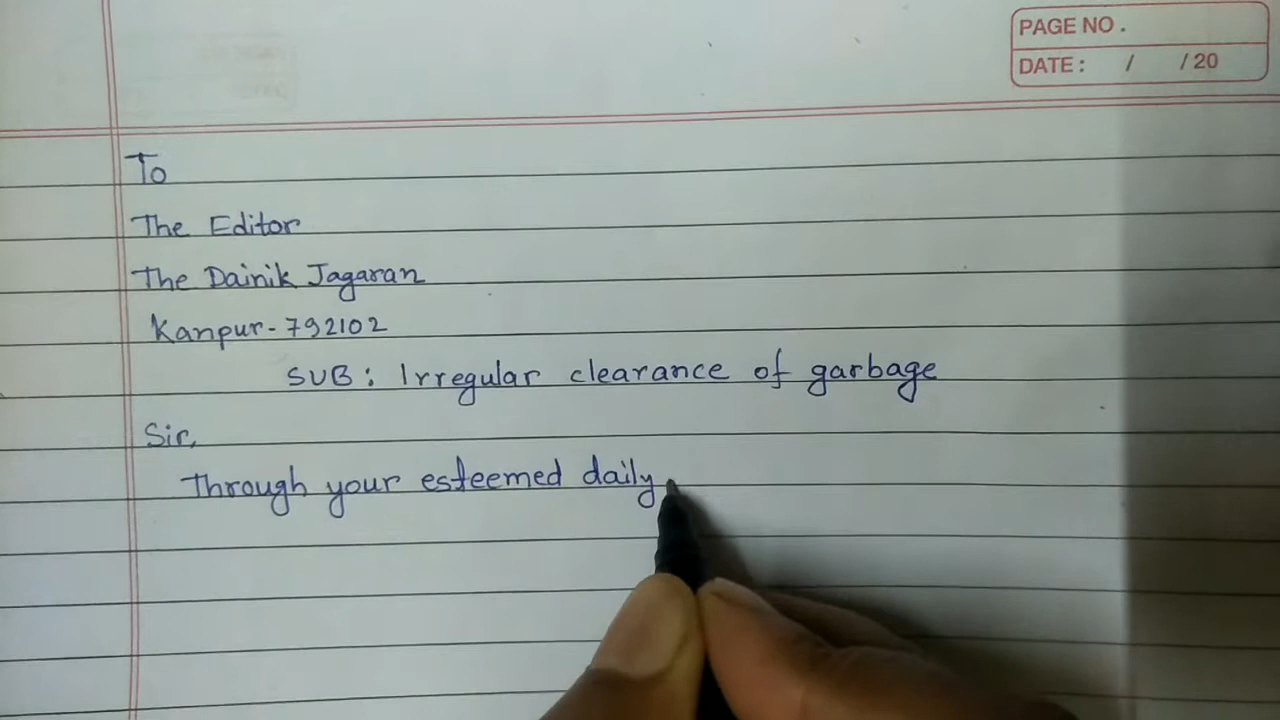 PAGE NO.
DATE: / /20
To
The Editor
The Dainik Jagaran
Kanpur-792102
SUB: Irregular clearance of garbage
Sir,
Through your esteemed daily,